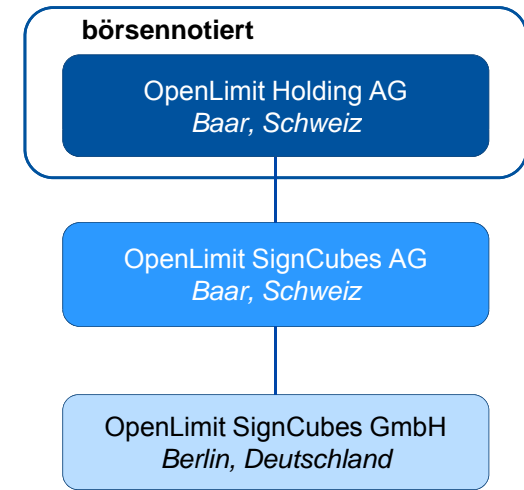 börsennotiert
OpenLimit Holding AG
Baar, Schweiz
OpenLimit SignCubes AG
Baar, Schweiz
OpenLimit SignCubes GmbH
Berlin, Deutschland